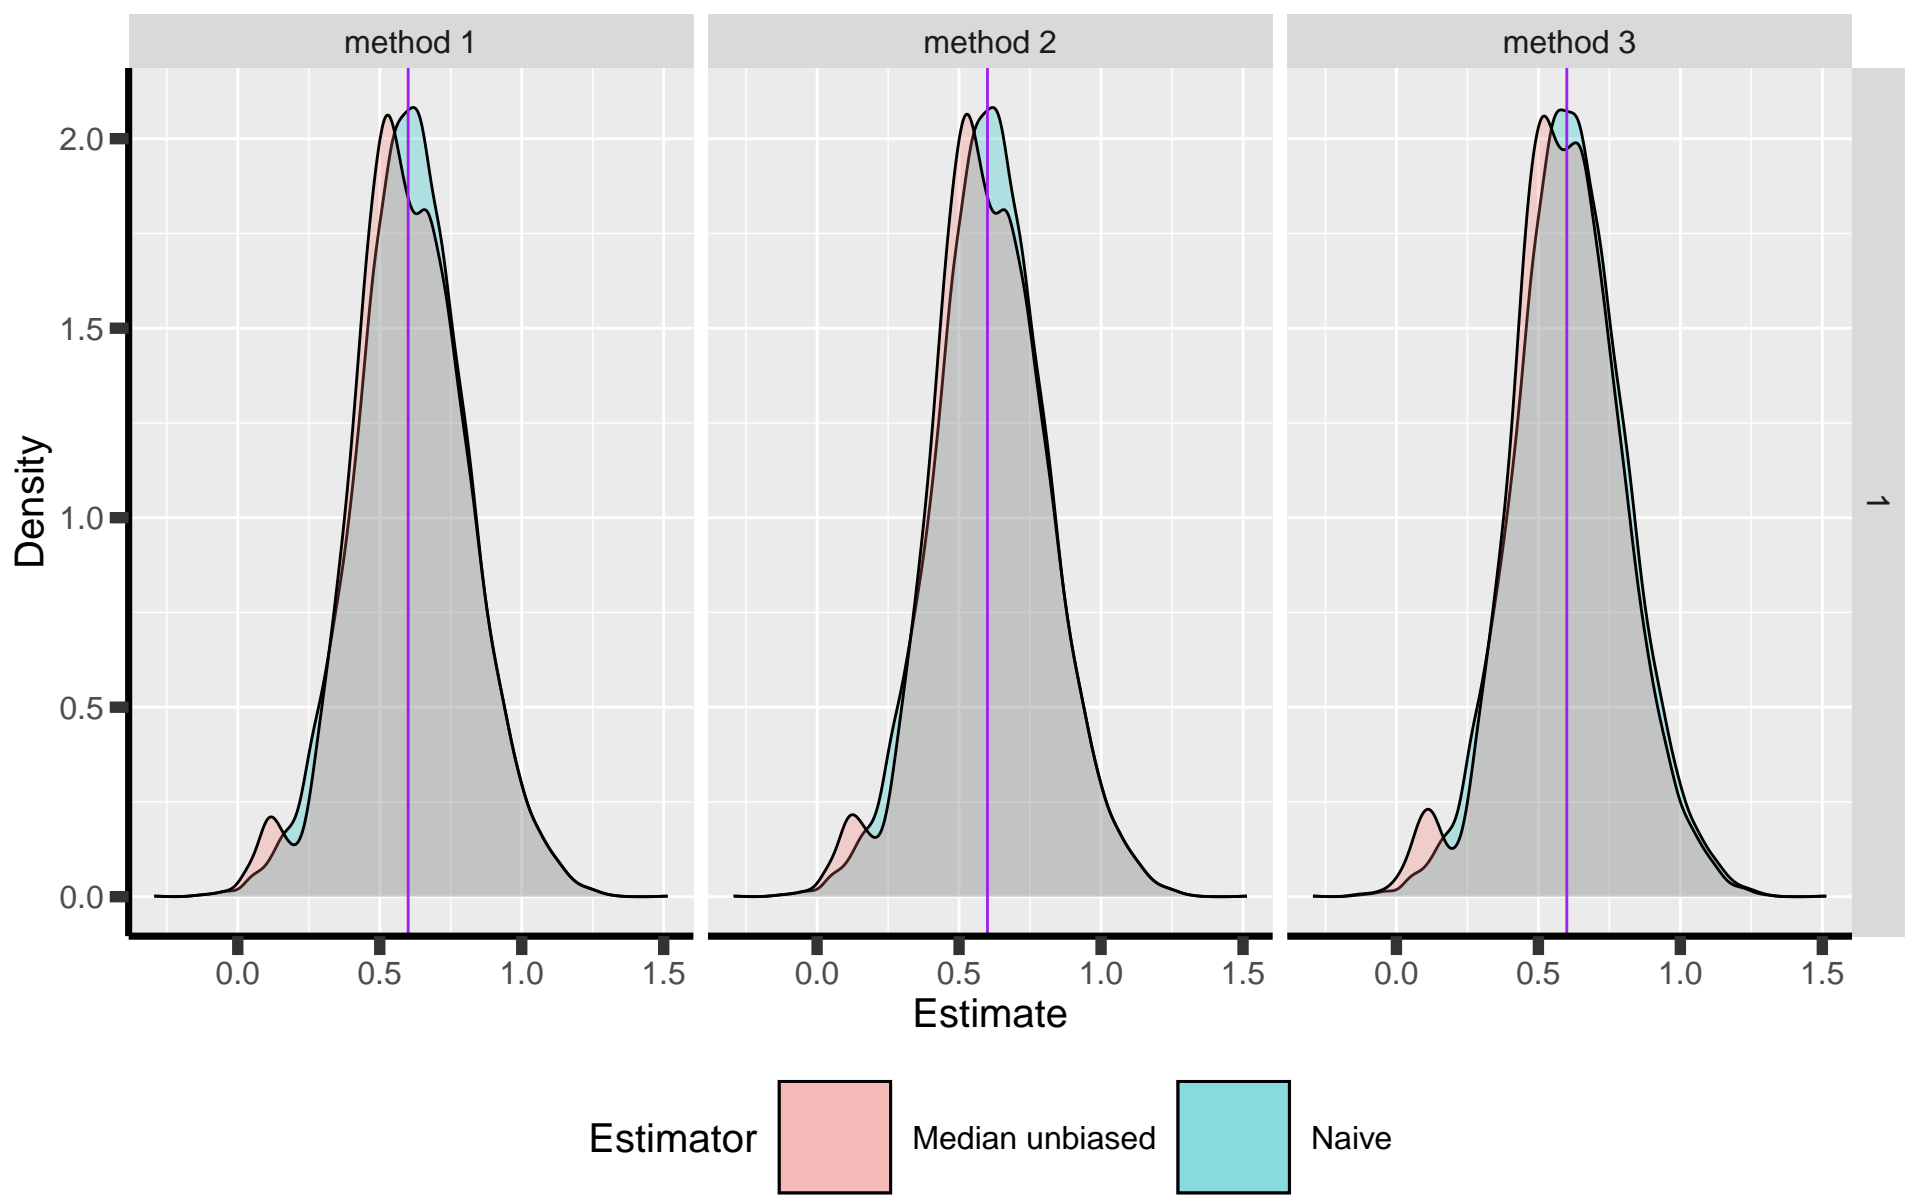 method 1
method 2
method 3
1
Density
2.0
1.5
1.0
0.5
0.0
0.0 0.5 1.0 1.5
0.0 0.5 1.0 1.5
0.0 0.5 1.0 1.5
Estimate
Estimator Median unbiased Naive